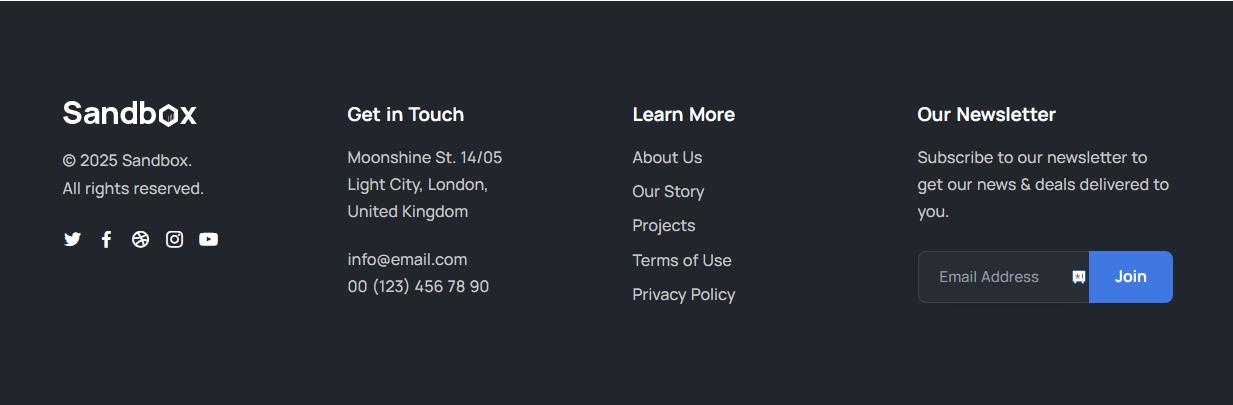 Sandbox
© 2025 Sandbox.
All rights reserved.
Get in Touch
Moonshine St. 14/05
Light City, London,
United Kingdom
info@email.com
00 (123) 456 78 90
Learn More
About Us
Our Story
Projects
Terms of Use
Privacy Policy
Our Newsletter
Subscribe to our newsletter to
get our news & deals delivered to
you.
Email Address
Join